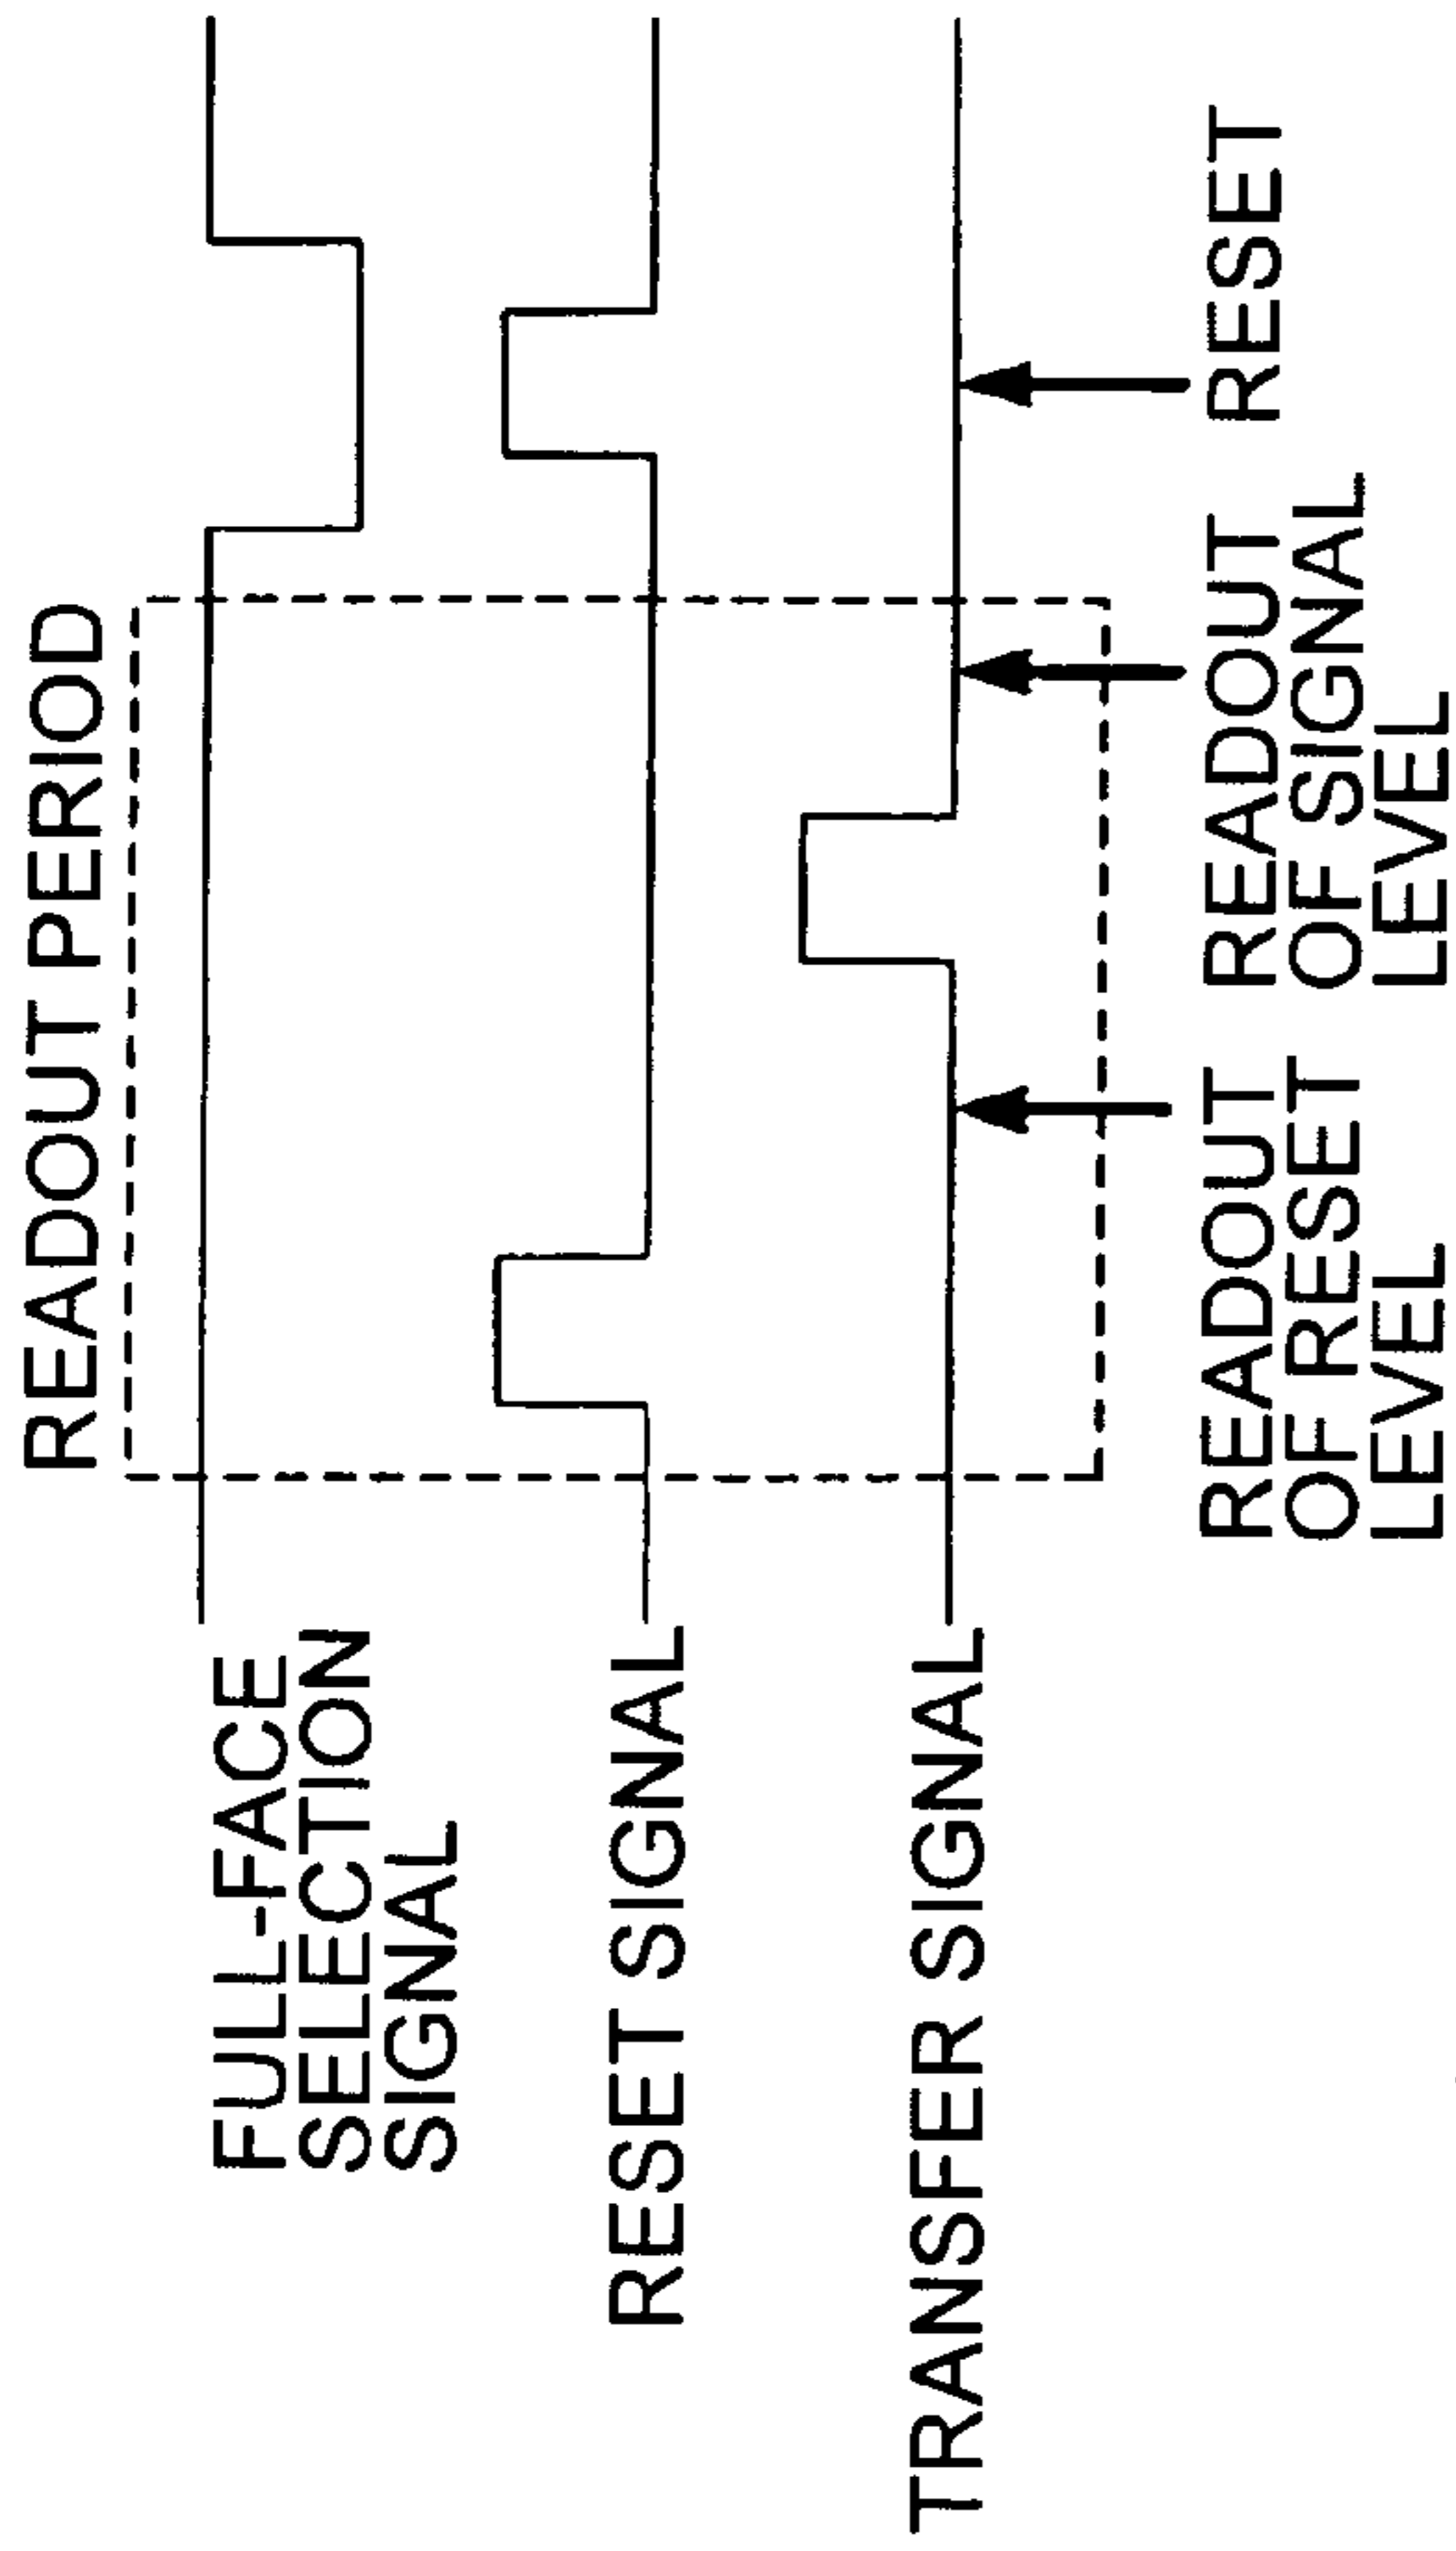 READOUT PERIOD
FULL-FACE
SELECTION
SIGNAL
RESET SIGNAL
TRANSFER SIGNAL
READOUT
OF RESET
LEVEL
READOUT
OF SIGNAL
LEVEL
RESET